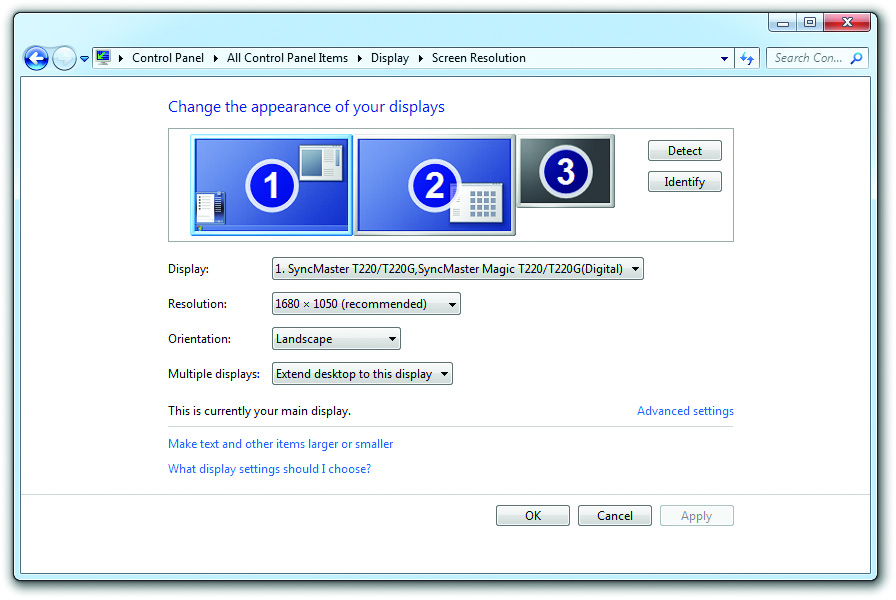 Control Panel All Control Panel Items Display Screen Resolution Search Con...
Change the appearance of your displays
1 2 3
Detect
Identify
Display: 1. SyncMaster T220/T220G,SyncMaster Magic T220/T220G(Digital)
Resolution: 1680 × 1050 (recommended)
Orientation: Landscape
Multiple displays: Extend desktop to this display
This is currently your main display. Advanced settings
Make text and other items larger or smaller
What display settings should I choose?
OK Cancel Apply